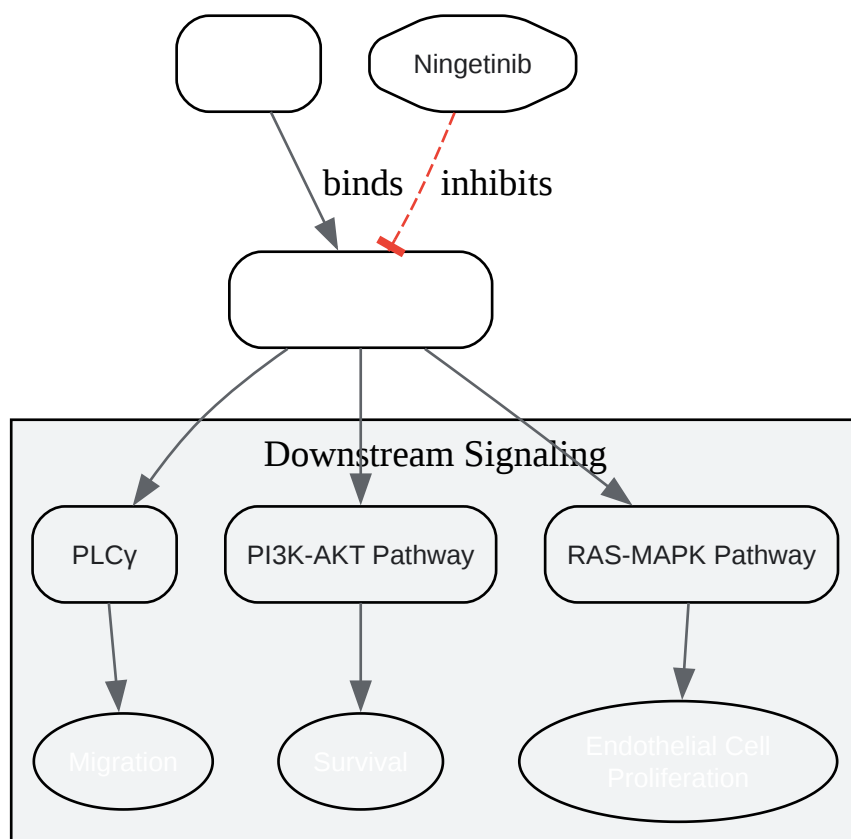 Ningetinib
binds
inhibits
Downstream Signaling
PLCγ
PI3K-AKT Pathway
RAS-MAPK Pathway
Migration
Survival
Endothelial Cell
Proliferation